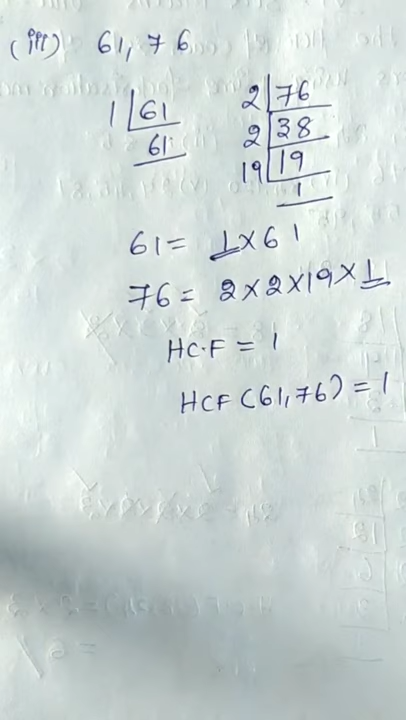 (iii) 61, 76
1 | 61
61
2 | 76
2 | 38
19 | 19
1
61 = 1 × 61
76 = 2 × 2 × 19 × 1
HC.F = 1
HCF (61, 76) = 1